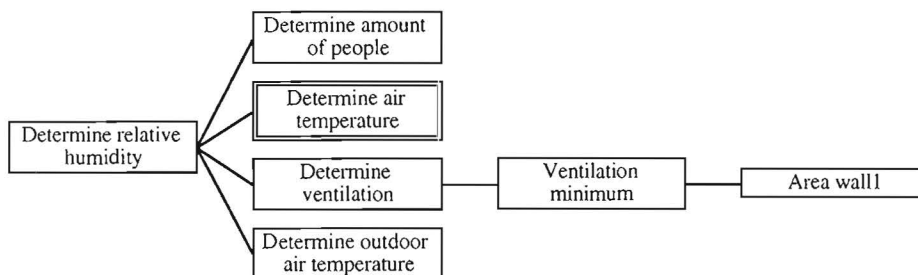 Determine amount
of people
Determine air
temperature
Determine relative
humidity
Determine
ventilation
Ventilation
minimum
Area wall1
Determine outdoor
air temperature